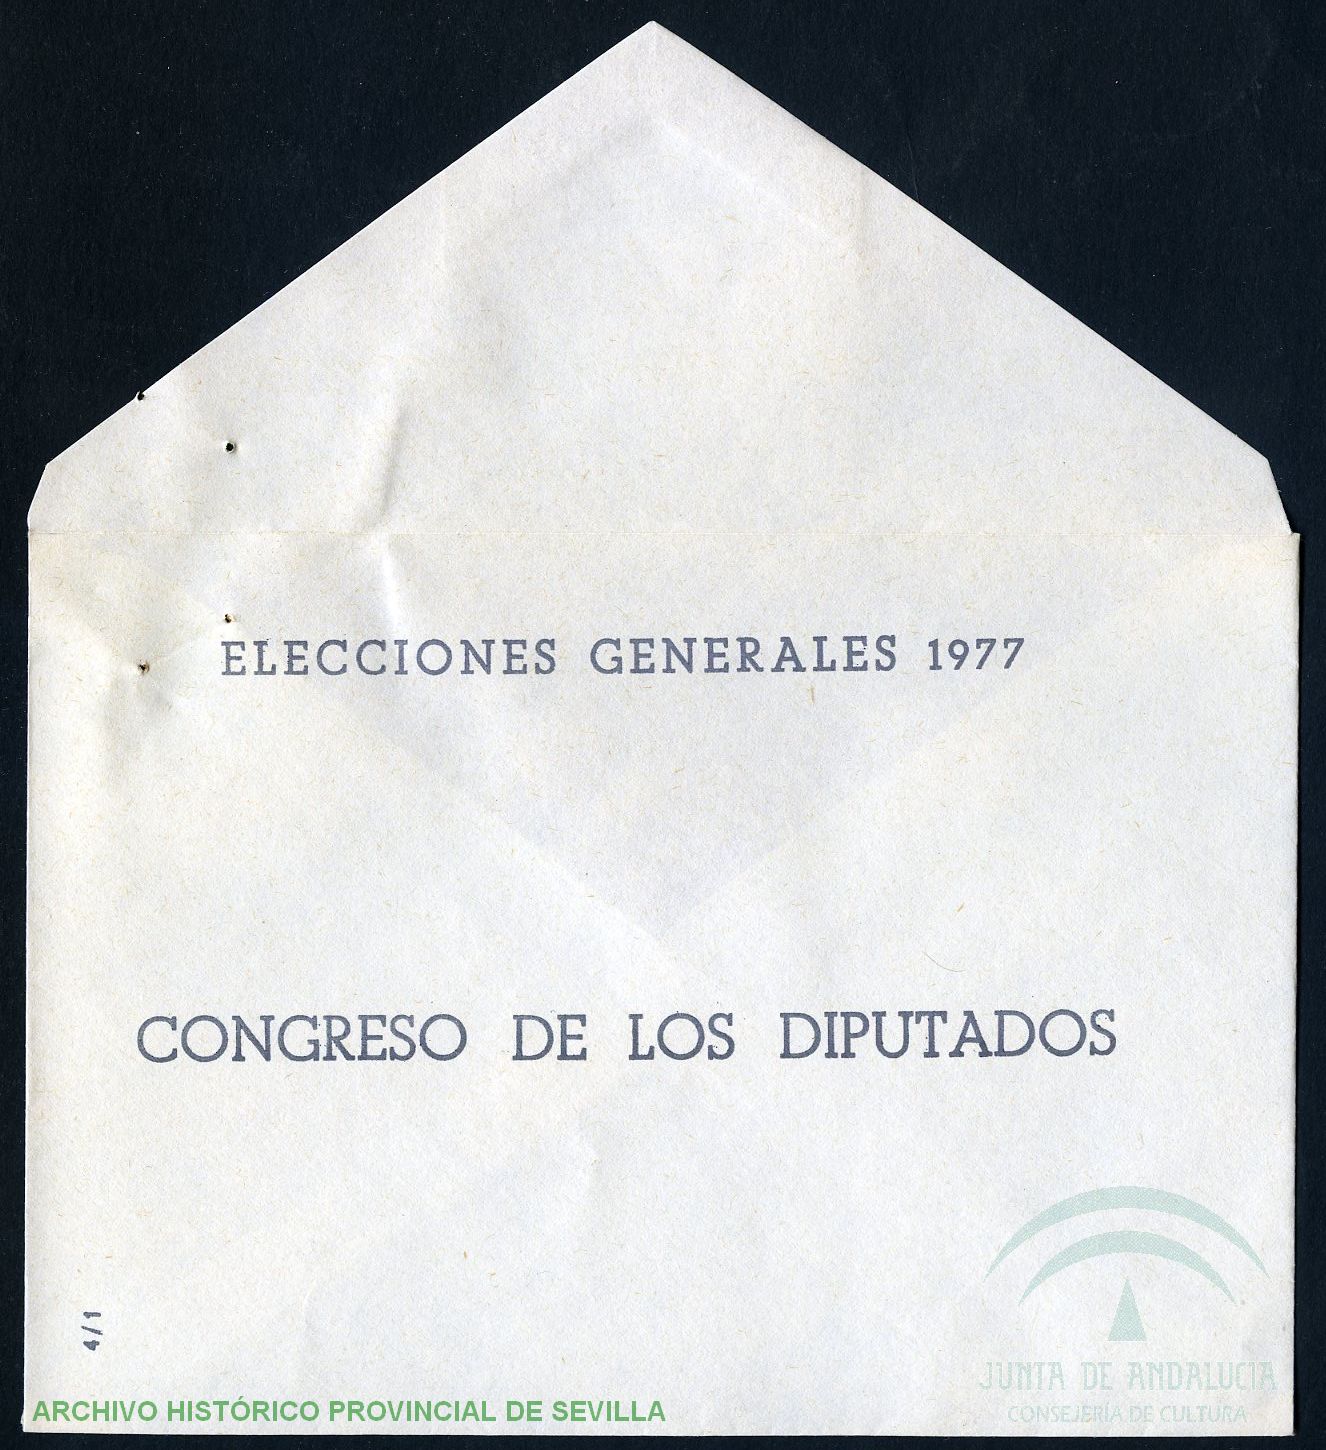 ELECCIONES GENERALES 1977
CONGRESO DE LOS DIPUTADOS
4/1
JUNTA DE ANDALUCIA
CONSEJERÍA DE CULTURA
ARCHIVO HISTÓRICO PROVINCIAL DE SEVILLA